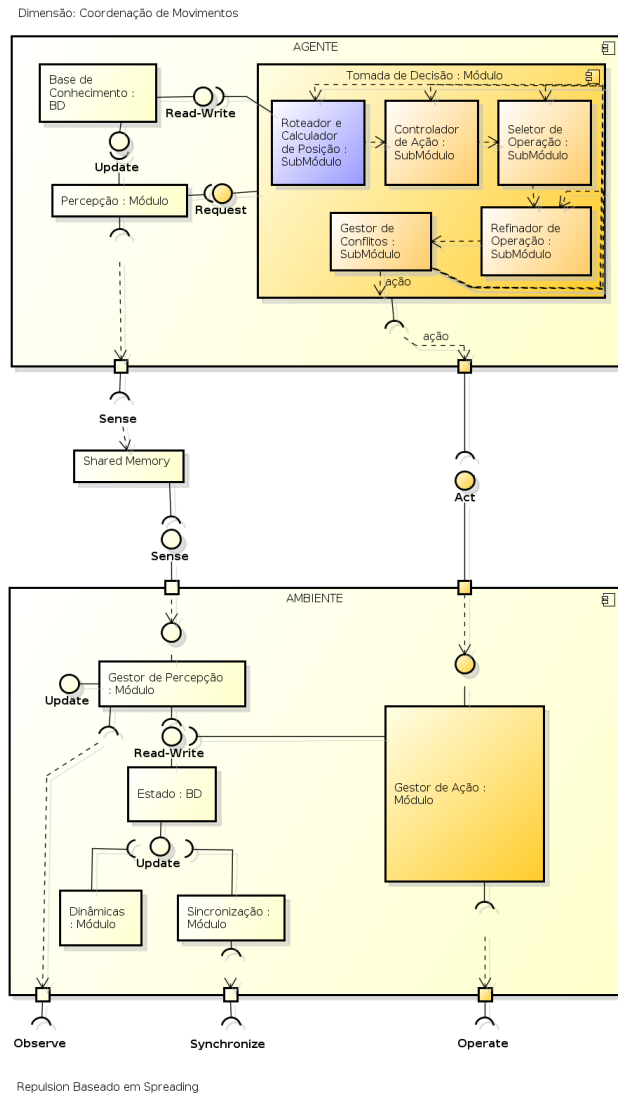 Dimensão: Coordenação de Movimentos
AGENTE
Base de
Conhecimento :
BD
Read-Write
Update
Percepção : Módulo
Request
Tomada de Decisão : Módulo
Roteador e
Calculador
de Posição :
SubMódulo
Controlador
de Ação :
SubMódulo
Seletor de
Operação :
SubMódulo
Gestor de
Conflitos :
SubMódulo
Refinador de
Operação :
SubMódulo
ação
ação
Sense
Shared Memory
Sense
Act
AMBIENTE
Gestor de Percepção
: Módulo
Update
Read-Write
Estado : BD
Update
Gestor de Ação :
Módulo
Dinâmicas
: Módulo
Sincronização :
Módulo
Observe
Synchronize
Operate
Repulsion Baseado em Spreading